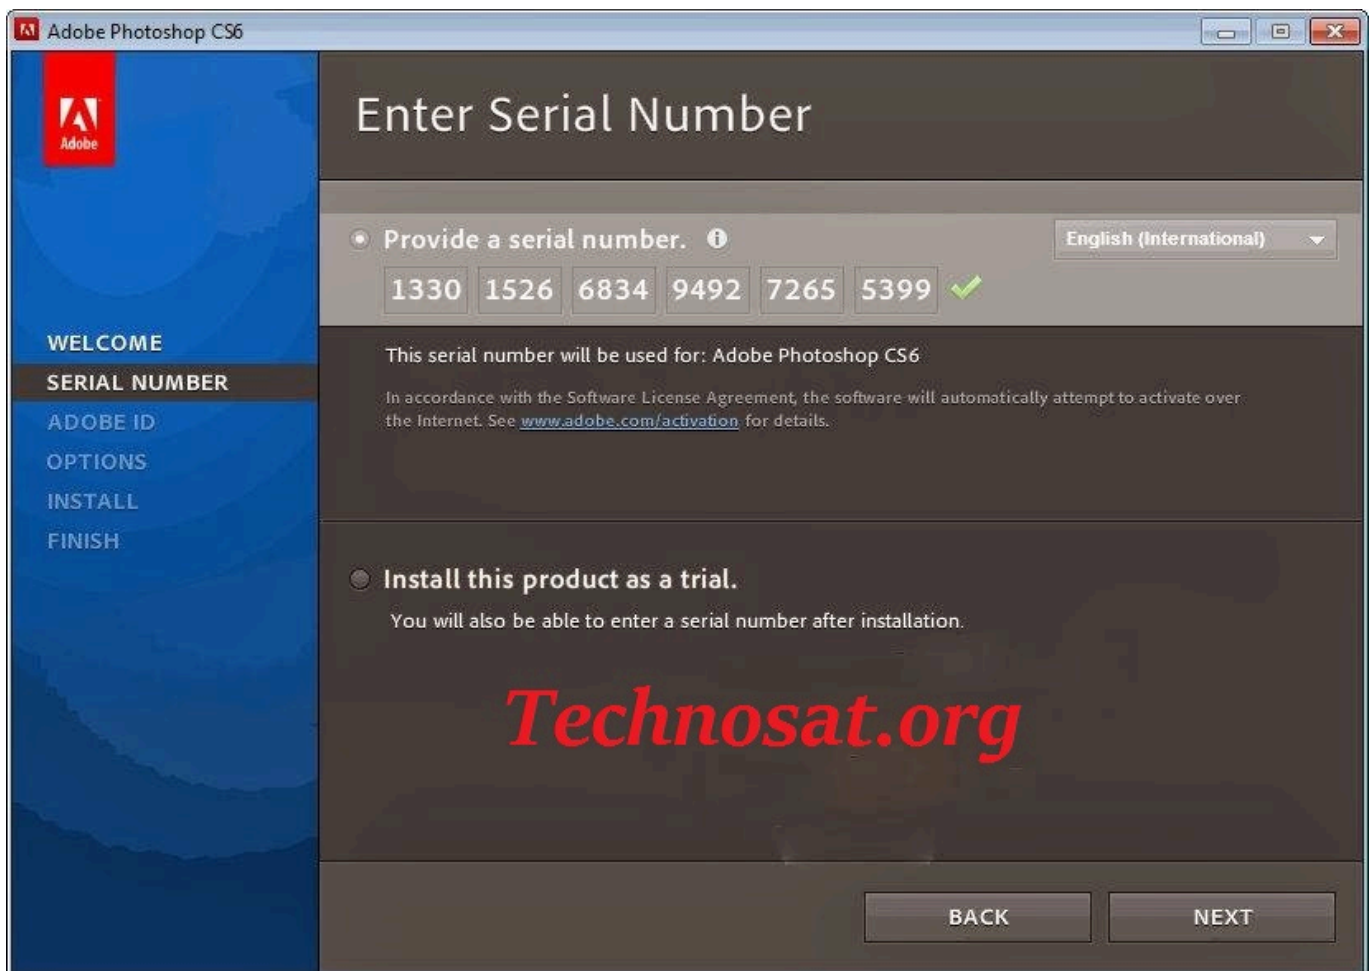 Adobe Photoshop CS6
Adobe
Enter Serial Number
Provide a serial number.
English (International)
1330 1526 6834 9492 7265 5399
This serial number will be used for: Adobe Photoshop CS6
In accordance with the Software License Agreement, the software will automatically attempt to activate over
the Internet. See www.adobe.com/activation for details.
WELCOME
SERIAL NUMBER
ADOBE ID
OPTIONS
INSTALL
FINISH
Install this product as a trial.
You will also be able to enter a serial number after installation.
Technosat.org
BACK
NEXT